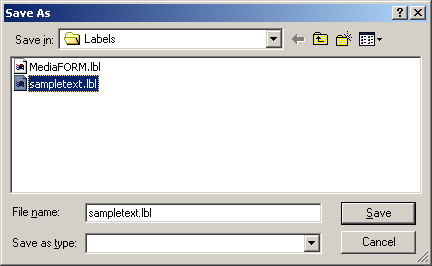 Save As
Save in: Labels
MediaFORM.lbl
sampletext.lbl
File name: sampletext.lbl Save
Save as type: Cancel